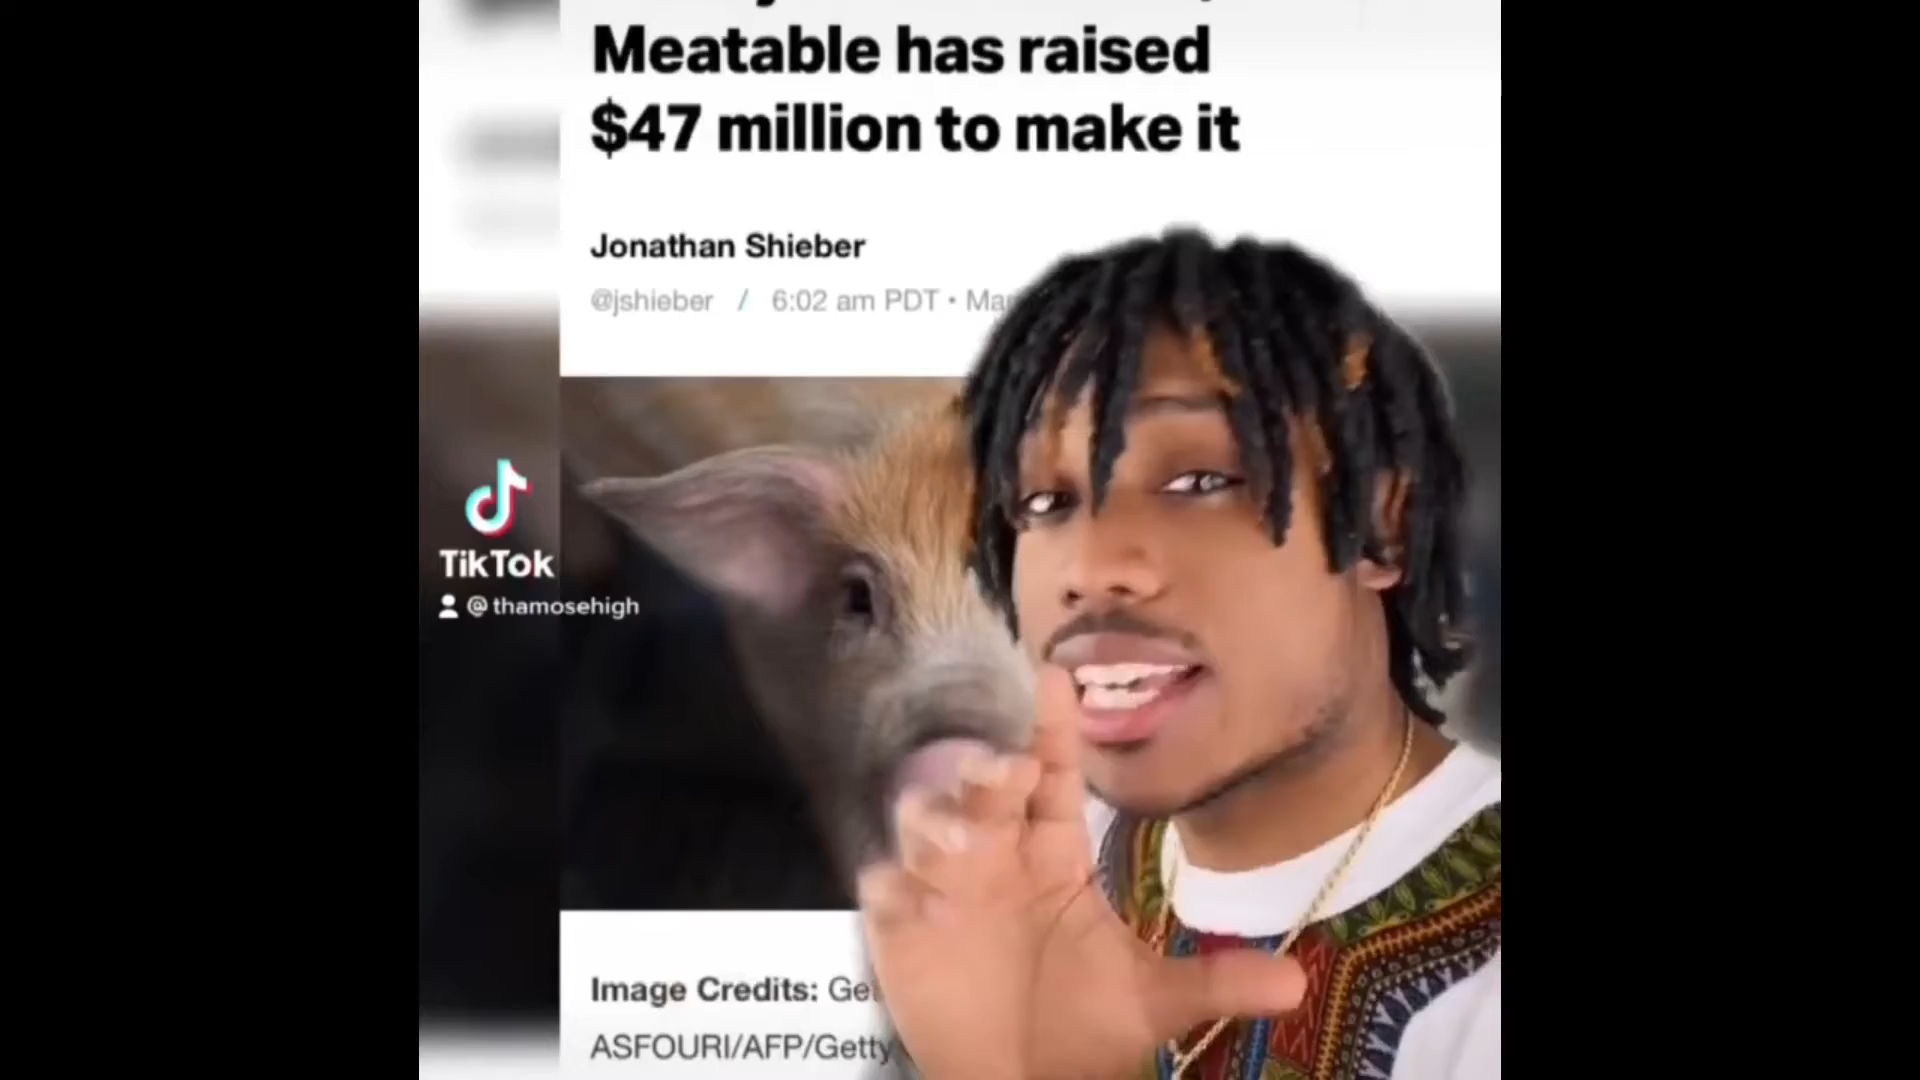 Meatable has raised
$47 million to make it
Jonathan Shieber
@jshieber / 6:02 am PDT •
TikTok
@thamosehigh
Image Credits:
ASFOURI/AFP/Getty